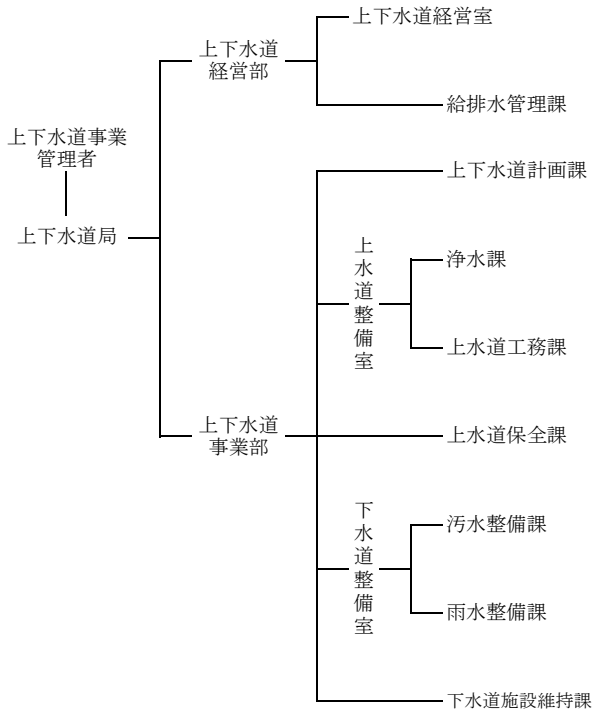 上下水道事業
管理者
上下水道局
上下水道
経営部
上下水道経営室
給排水管理課
上下水道
事業部
上下水道計画課
上水道整備室
浄水課
上水道工務課
上水道保全課
下水道整備室
汚水整備課
雨水整備課
下水道施設維持課